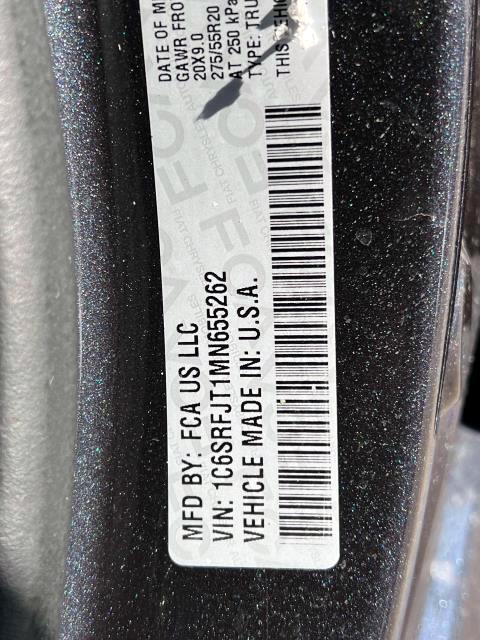 MFD BY: FCA US LLC
DATE OF M
VIN: 1C6SRFJT1MN655262
GAWR FRO
VEHICLE MADE IN: U.S.A.
20X9.0
275/55R20
AT 250 kPa
TYPE: TRU
THIS VEHI